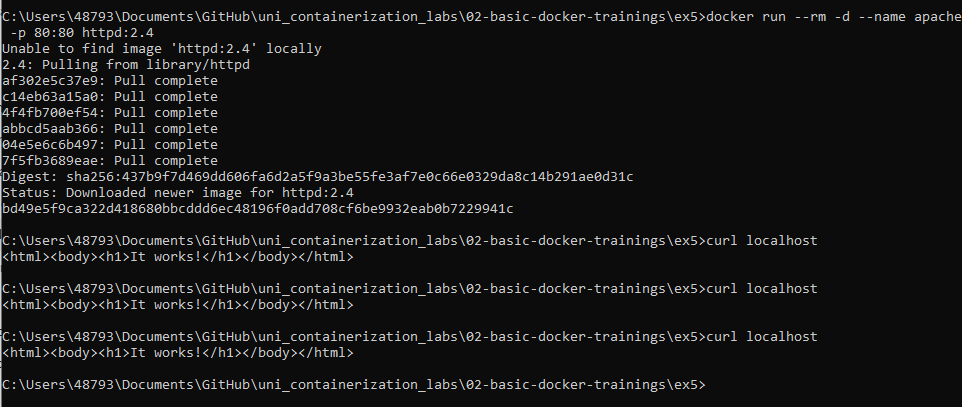 C:\Users\48793\Documents\GitHub\uni_containerization_labs\02-basic-docker-trainings\ex5>docker run --rm -d --name apache
 -p 80:80 httpd:2.4
Unable to find image 'httpd:2.4' locally
2.4: Pulling from library/httpd
af302e5c37e9: Pull complete
c14eb63a15a0: Pull complete
4f4fb700ef54: Pull complete
abbcd5aab366: Pull complete
04e5e6c6b497: Pull complete
7f5fb3689eae: Pull complete
Digest: sha256:437b9f7d469dd606fa6d2a5f9a3be55fe3af7e0c66e0329da8c14b291ae0d31c
Status: Downloaded newer image for httpd:2.4
bd49e5f9ca322d418680bbcddd6ec48196f0add708cf6be9932eab0b7229941c
C:\Users\48793\Documents\GitHub\uni_containerization_labs\02-basic-docker-trainings\ex5>curl localhost
<html><body><h1>It works!</h1></body></html>
C:\Users\48793\Documents\GitHub\uni_containerization_labs\02-basic-docker-trainings\ex5>curl localhost
<html><body><h1>It works!</h1></body></html>
C:\Users\48793\Documents\GitHub\uni_containerization_labs\02-basic-docker-trainings\ex5>curl localhost
<html><body><h1>It works!</h1></body></html>
C:\Users\48793\Documents\GitHub\uni_containerization_labs\02-basic-docker-trainings\ex5>